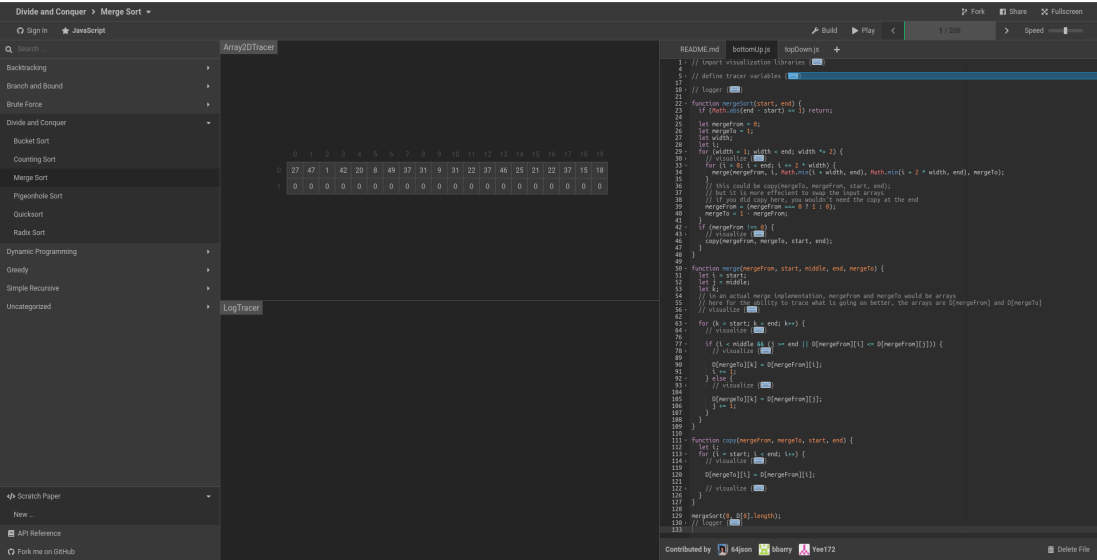 Divide and Conquer > Merge Sort
Fork Share Fullscreen
Sign In JavaScript
Build Play 1 / 208 Speed
Search ...
Backtracking
Branch and Bound
Brute Force
Divide and Conquer
Bucket Sort
Counting Sort
Merge Sort
Pigeonhole Sort
Quicksort
Radix Sort
Dynamic Programming
Greedy
Simple Recursive
Uncategorized
</> Scratch Paper
New ...
API Reference
Fork me on GitHub
Array2DTracer
0 1 2 3 4 5 6 7 8 9 10 11 12 13 14 15 16 17 18 19
0 27 47 1 42 20 8 49 37 31 9 31 22 37 46 25 21 22 37 15 18
1 0 0 0 0 0 0 0 0 0 0 0 0 0 0 0 0 0 0 0 0
LogTracer
README.md bottomUp.js topDown.js +
1 // import visualization libraries {
4
5 // define tracer variables {
17
18 // logger {
21
22 function mergeSort(start, end) {
23 if (Math.abs(end - start) <= 1) return;
24
25 let mergeFrom = 0;
26 let mergeTo = 1;
27 let width;
28 let i;
29 for (width = 1; width < end; width *= 2) {
30 // visualize {
33 for (i = 0; i < end; i += 2 * width) {
34 merge(mergeFrom, i, Math.min(i + width, end), Math.min(i + 2 * width, end), mergeTo);
35 }
36 // this could be copy(mergeTo, mergeFrom, start, end);
37 // but it is more effecient to swap the input arrays
38 // if you did copy here, you wouldn't need the copy at the end
39 mergeFrom = (mergeFrom === 0 ? 1 : 0);
40 mergeTo = 1 - mergeFrom;
41 }
42 if (mergeFrom !== 0) {
43 // visualize {
46 copy(mergeFrom, mergeTo, start, end);
47 }
48 }
49
50 function merge(mergeFrom, start, middle, end, mergeTo) {
51 let i = start;
52 let j = middle;
53 let k;
54 // in an actual merge implementation, mergeFrom and mergeTo would be arrays
55 // here for the ability to trace what is going on better, the arrays are D[mergeFrom] and D[mergeTo]
56 // visualize {
62
63 for (k = start; k < end; k++) {
64 // visualize {
76
77 if (i < middle && (j >= end || D[mergeFrom][i] <= D[mergeFrom][j])) {
78 // visualize {
89
90 D[mergeTo][k] = D[mergeFrom][i];
91 i += 1;
92 } else {
93 // visualize {
104
105 D[mergeTo][k] = D[mergeFrom][j];
106 j += 1;
107 }
108 }
109 }
110
111 function copy(mergeFrom, mergeTo, start, end) {
112 let i;
113 for (i = start; i < end; i++) {
114 // visualize {
119
120 D[mergeTo][i] = D[mergeFrom][i];
121
122 // visualize {
126 }
127 }
128
129 mergeSort(0, D[0].length);
130 // logger {
133
Contributed by 64json bbarry Yee172
Delete File